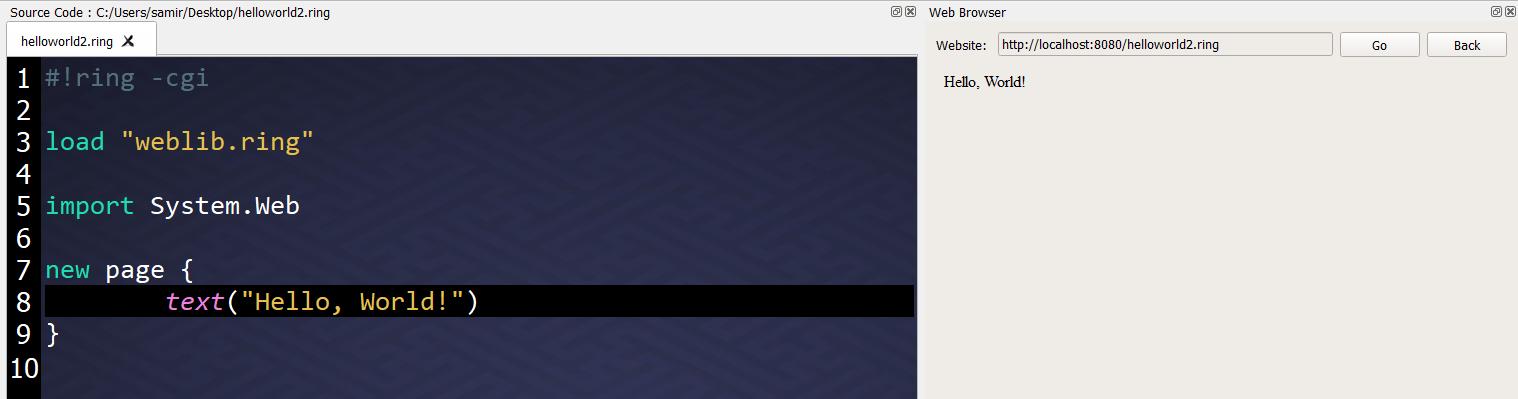 Source Code : C:/Users/samir/Desktop/helloworld2.ring
helloworld2.ring
1 #!ring -cgi
2
3 load "weblib.ring"
4
5 import System.Web
6
7 new page {
8 text("Hello, World!")
9 }
10
Web Browser
Website: http://localhost:8080/helloworld2.ring Go Back
Hello, World!